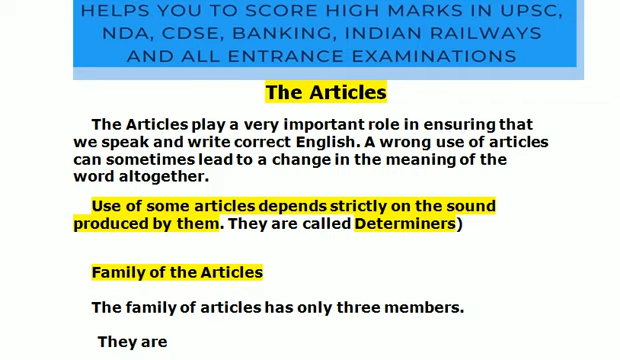 HELPS YOU TO SCORE HIGH MARKS IN UPSC,
NDA, CDSE, BANKING, INDIAN RAILWAYS
AND ALL ENTRANCE EXAMINATIONS
The Articles
The Articles play a very important role in ensuring that
we speak and write correct English. A wrong use of articles
can sometimes lead to a change in the meaning of the
word altogether.
Use of some articles depends strictly on the sound
produced by them. They are called Determiners)
Family of the Articles
The family of articles has only three members.
They are